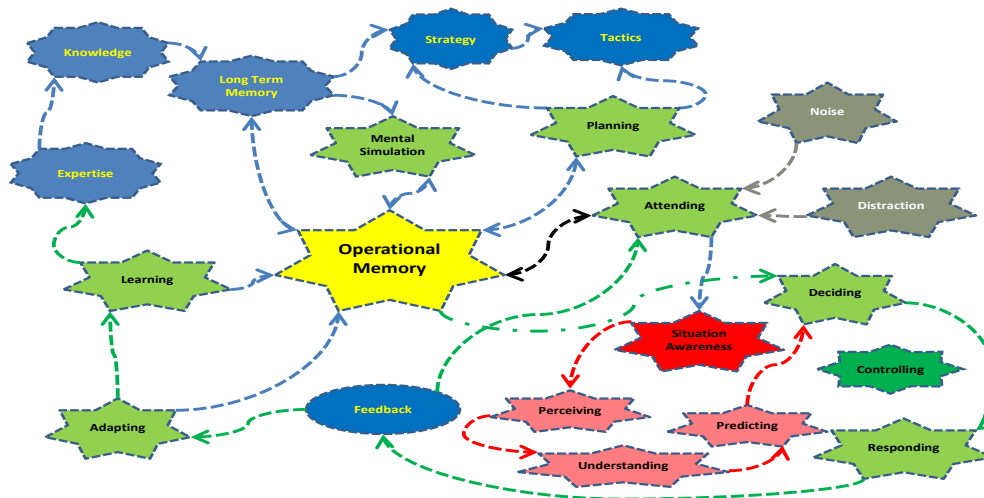 Knowledge
Strategy
Tactics
Long Term
Memory
Noise
Planning
Mental
Simulation
Expertise
Attending
Distraction
Operational
Memory
Learning
Deciding
Situation
Awareness
Controlling
Feedback
Perceiving
Predicting
Adapting
Responding
Understanding